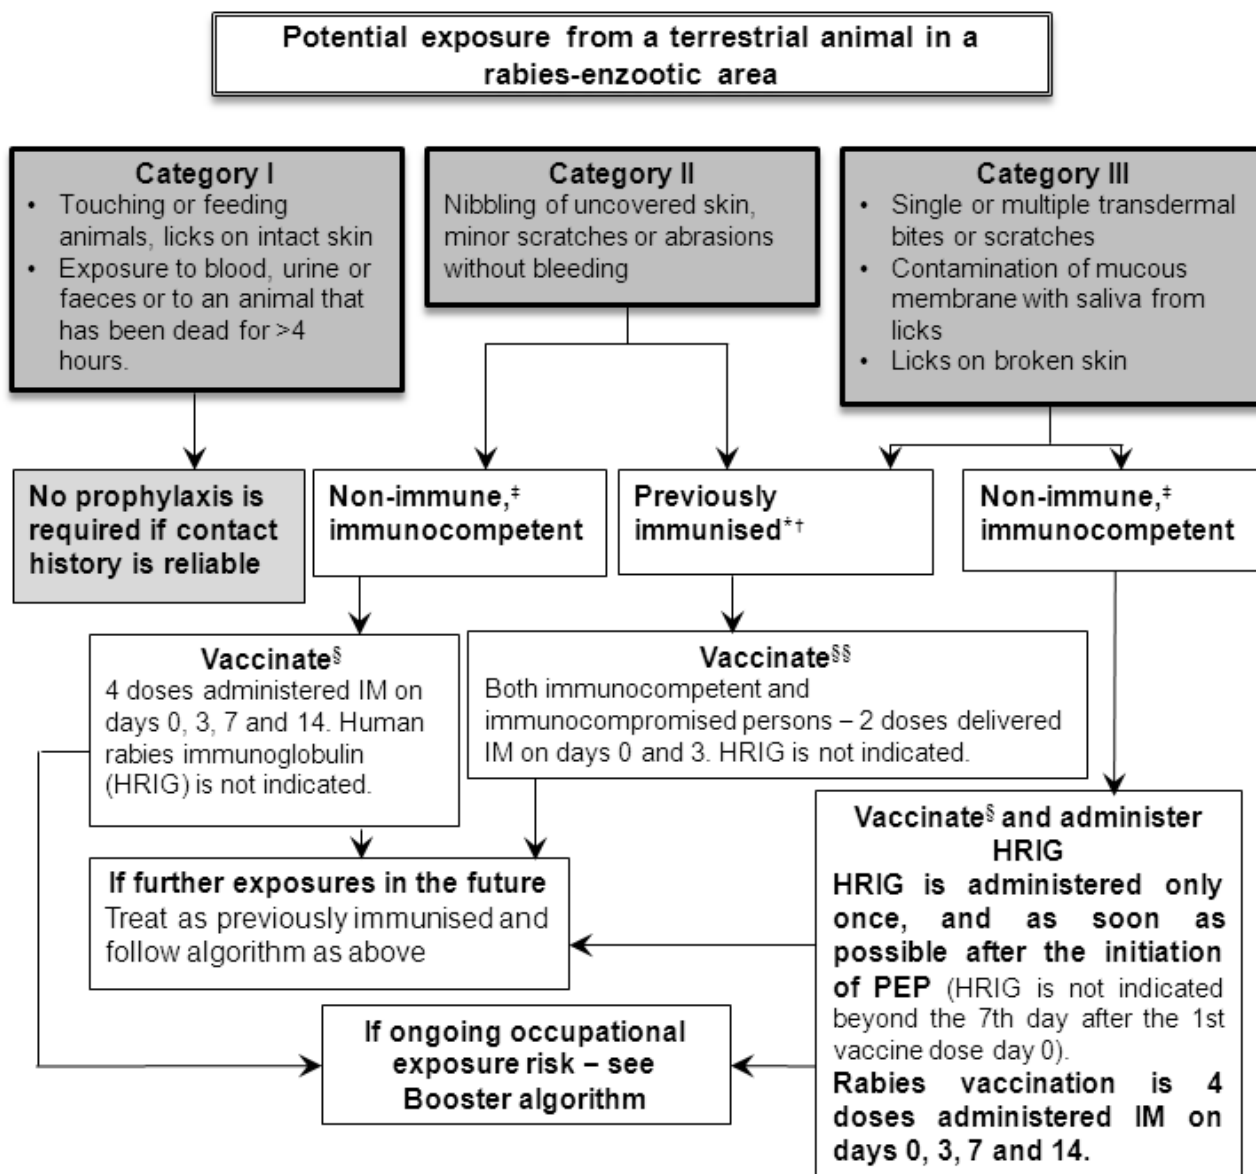 Potential exposure from a terrestrial animal in a
rabies-enzootic area
Category I
• Touching or feeding
animals, licks on intact skin
• Exposure to blood, urine or
faeces or to an animal that
has been dead for >4
hours.
Category II
Nibbling of uncovered skin,
minor scratches or abrasions
without bleeding
Category III
• Single or multiple transdermal
bites or scratches
• Contamination of mucous
membrane with saliva from
licks
• Licks on broken skin
No prophylaxis is
required if contact
history is reliable
Non-immune,‡
immunocompetent
Previously
immunised*†
Non-immune,‡
immunocompetent
Vaccinate§
4 doses administered IM on
days 0, 3, 7 and 14. Human
rabies immunoglobulin
(HRIG) is not indicated.
Vaccinate§§
Both immunocompetent and
immunocompromised persons – 2 doses delivered
IM on days 0 and 3. HRIG is not indicated.
Vaccinate§ and administer
HRIG
HRIG is administered only
once, and as soon as
possible after the initiation
of PEP (HRIG is not indicated
beyond the 7th day after the 1st
vaccine dose day 0).
Rabies vaccination is 4
doses administered IM on
days 0, 3, 7 and 14.
If further exposures in the future
Treat as previously immunised and
follow algorithm as above
If ongoing occupational
exposure risk – see
Booster algorithm